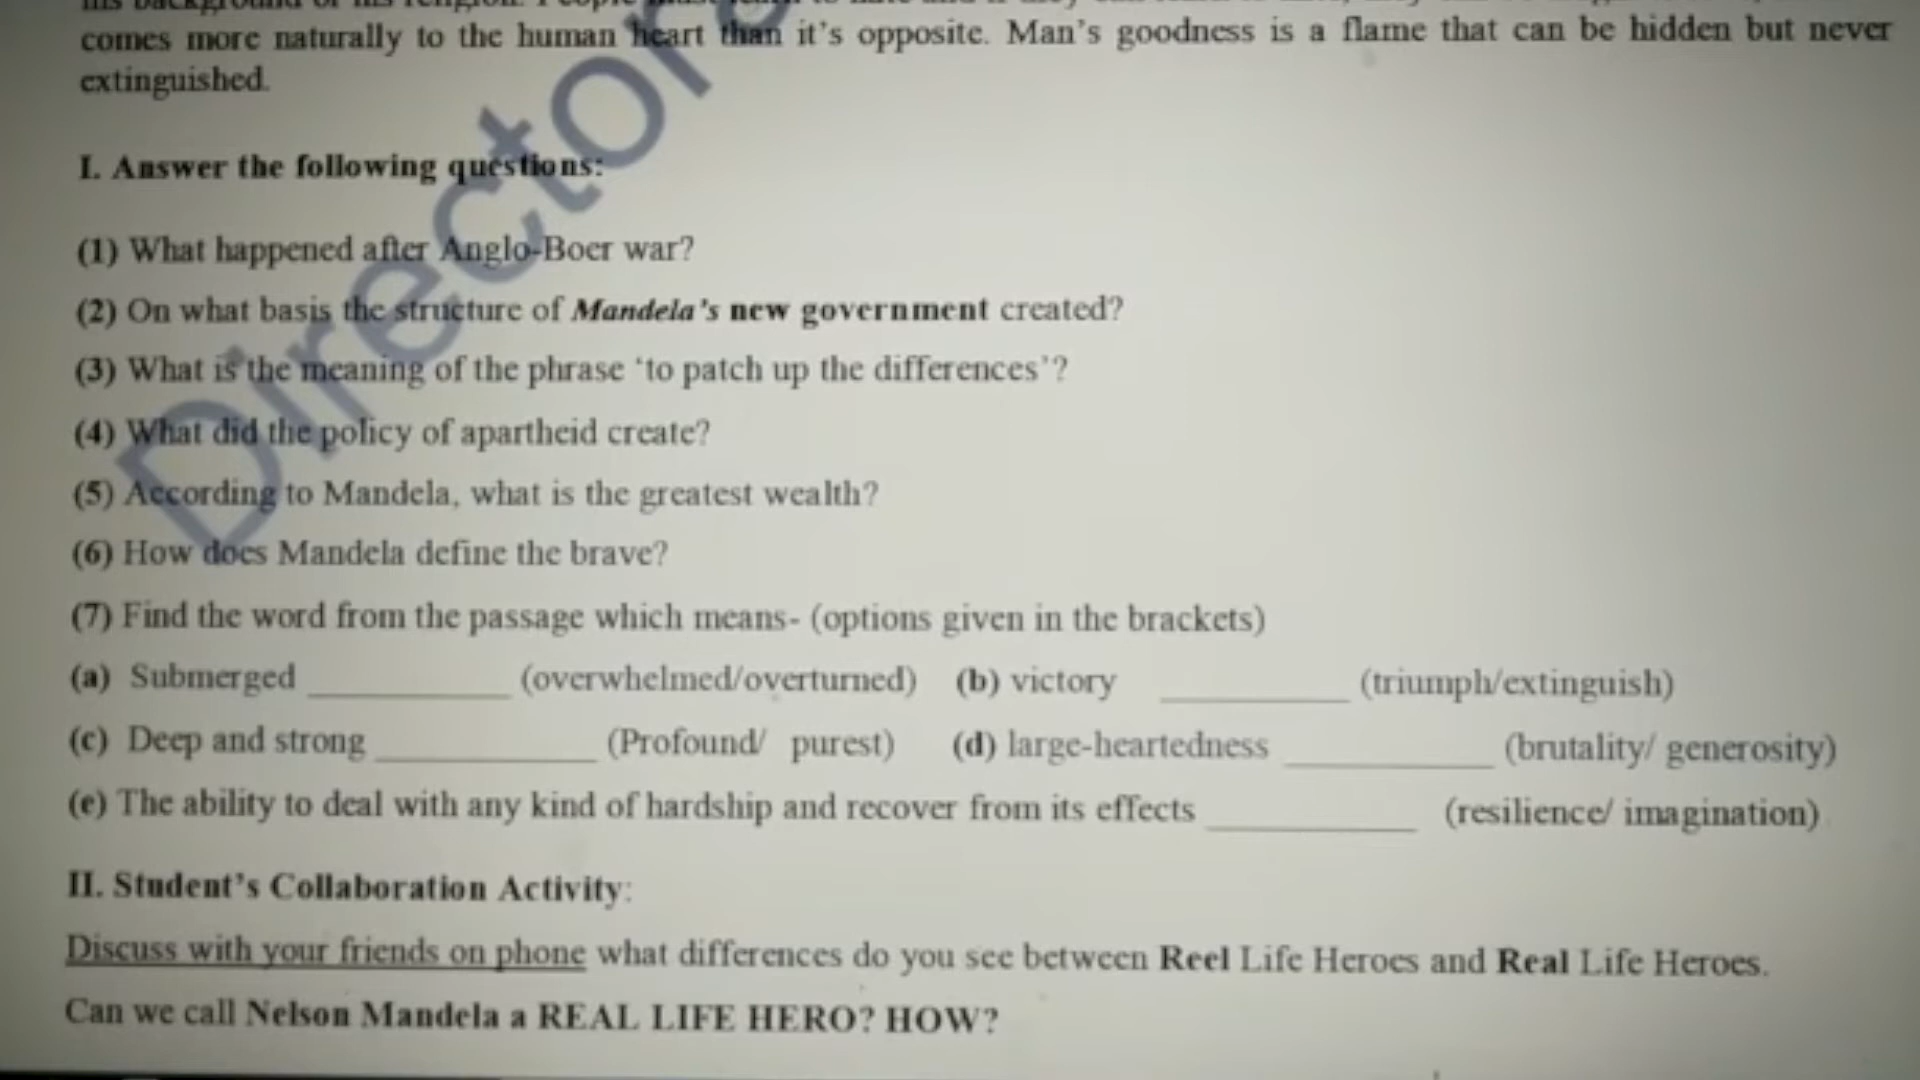 comes more naturally to the human heart than it's opposite. Man's goodness is a flame that can be hidden but never
extinguished.
I. Answer the following questions:
(1) What happened after Anglo-Boer war?
(2) On what basis the structure of Mandela's new government created?
(3) What is the meaning of the phrase 'to patch up the differences'?
(4) What did the policy of apartheid create?
(5) According to Mandela, what is the greatest wealth?
(6) How does Mandela define the brave?
(7) Find the word from the passage which means- (options given in the brackets)
(a) Submerged __________ (overwhelmed/overturned) (b) victory __________ (triumph/extinguish)
(c) Deep and strong __________ (Profound/ purest) (d) large-heartedness __________ (brutality/ generosity)
(e) The ability to deal with any kind of hardship and recover from its effects __________ (resilience/ imagination)
II. Student's Collaboration Activity:
Discuss with your friends on phone what differences do you see between Reel Life Heroes and Real Life Heroes.
Can we call Nelson Mandela a REAL LIFE HERO? HOW?